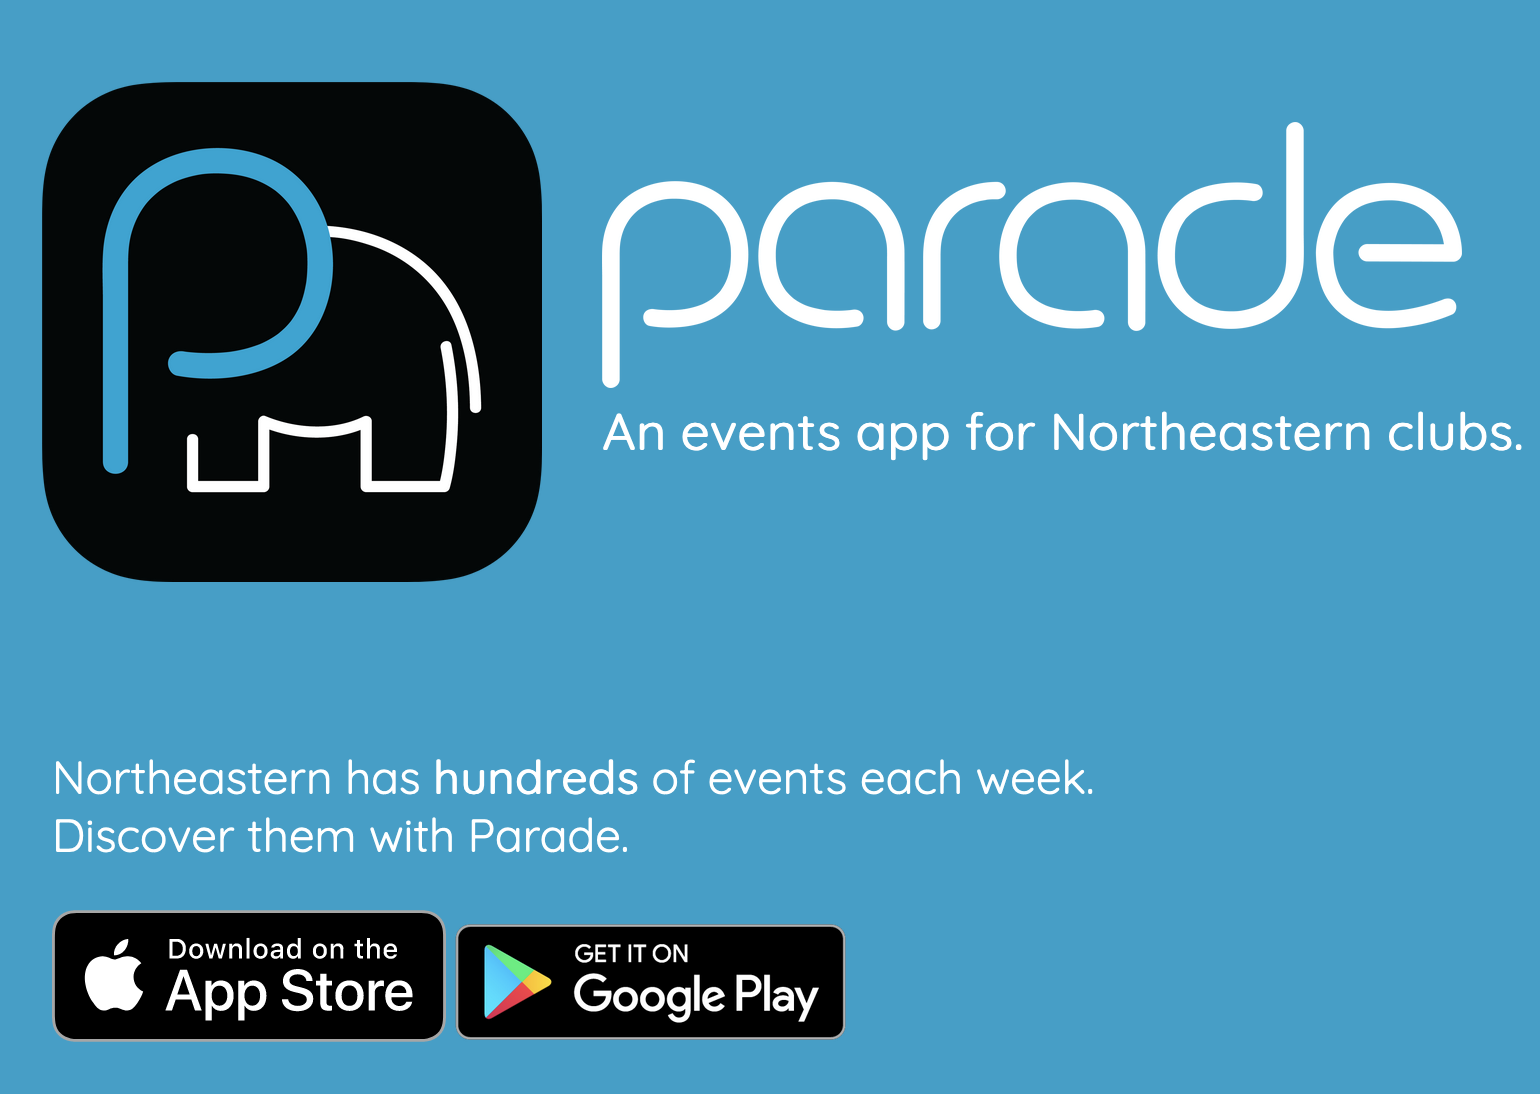 parade
An events app for Northeastern clubs.
Northeastern has hundreds of events each week.
Discover them with Parade.
Download on the
App Store
GET IT ON
Google Play